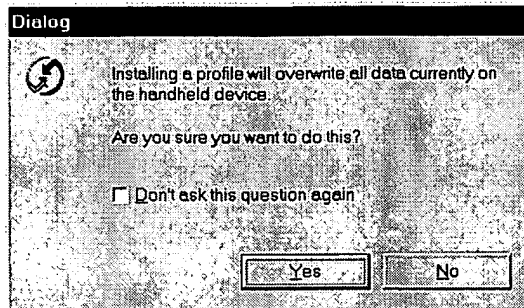 Dialog
Installing a profile will overwrite all data currently on
the handheld device.
Are you sure you want to do this?
Don't ask this question again
Yes
No